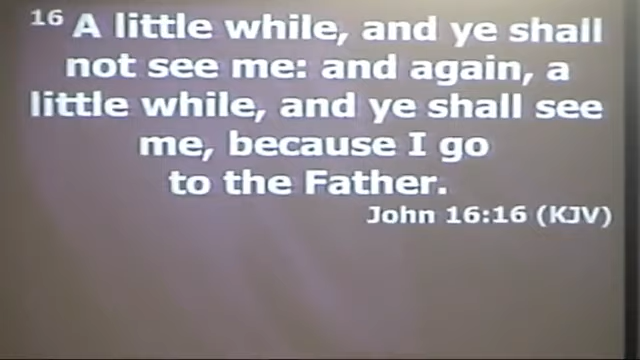 16 A little while, and ye shall
not see me: and again, a
little while, and ye shall see
me, because I go
to the Father.
John 16:16 (KJV)